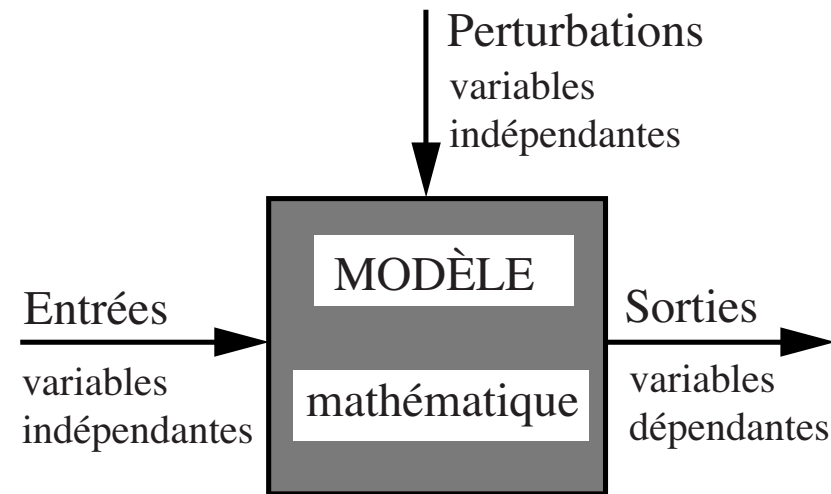 Perturbations
variables
indépendantes
MODÈLE
mathématique
Entrées
variables
indépendantes
Sorties
variables
dépendantes